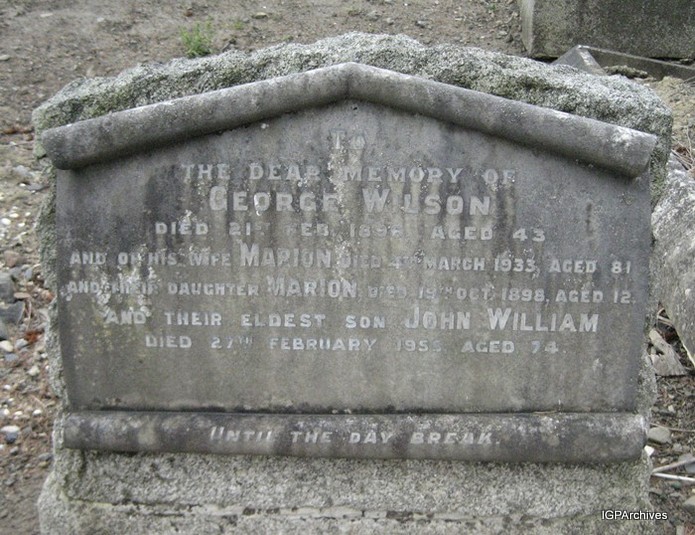 TO
THE DEAR MEMORY OF
GEORGE WILSON
DIED 21ST FEB. AGED 43
AND OF HIS WIFE MARION, DIED 4TH MARCH 1933, AGED 81
AND THEIR DAUGHTER MARION, DIED 19TH OCT. 1898, AGED 12.
AND THEIR ELDEST SON JOHN WILLIAM
DIED 27TH FEBRUARY AGED 74
UNTIL THE DAY BREAK.
IGPArchives